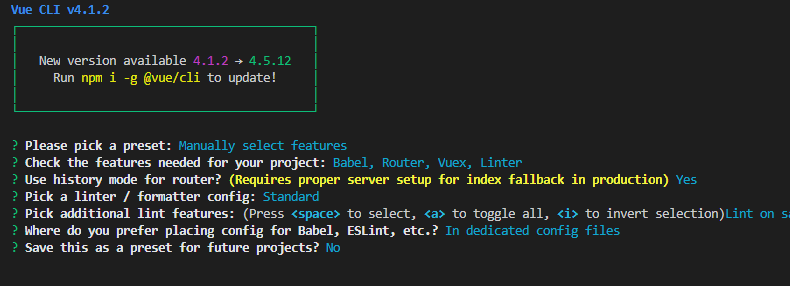 Vue CLI v4.1.2
New version available 4.1.2 → 4.5.12
Run npm i -g @vue/cli to update!
? Please pick a preset: Manually select features
? Check the features needed for your project: Babel, Router, Vuex, Linter
? Use history mode for router? (Requires proper server setup for index fallback in production) Yes
? Pick a linter / formatter config: Standard
? Pick additional lint features: (Press <space> to select, <a> to toggle all, <i> to invert selection)Lint on sa
? Where do you prefer placing config for Babel, ESLint, etc.? In dedicated config files
? Save this as a preset for future projects? No